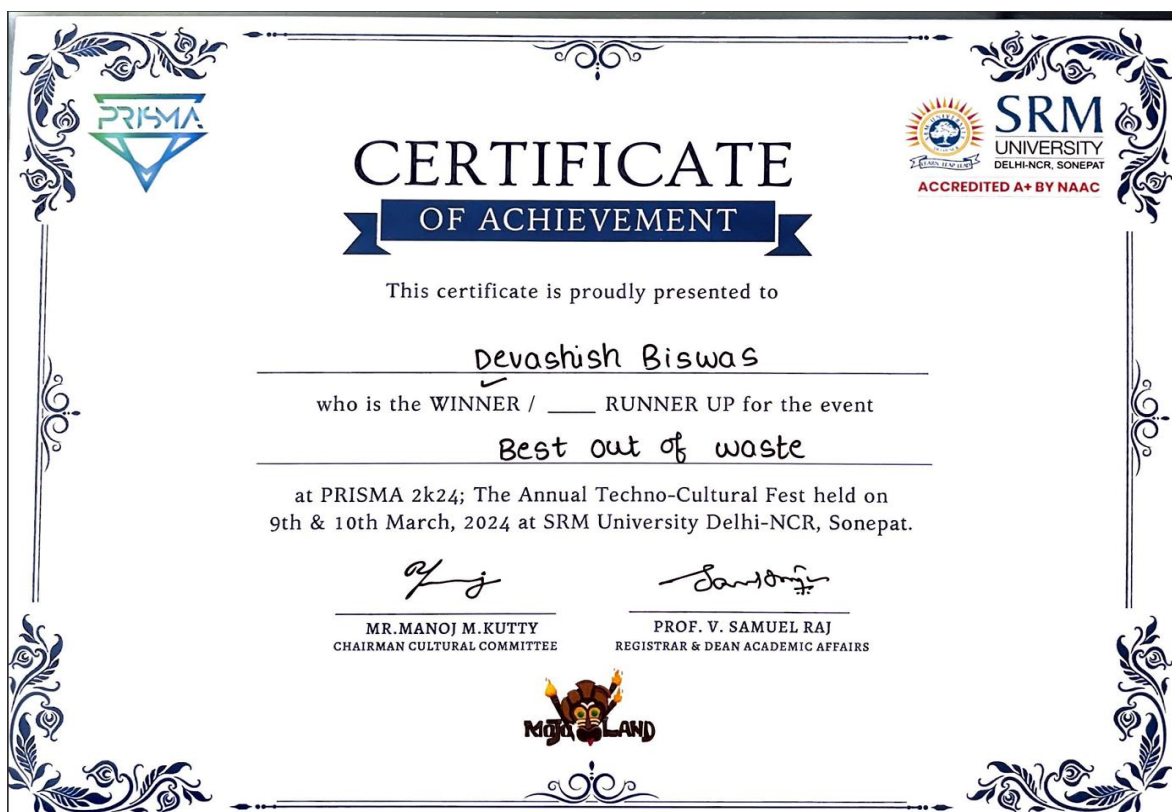 PRISMA
SRM
UNIVERSITY
DELHI-NCR, SONEPAT
ACCREDITED A+ BY NAAC
CERTIFICATE
OF ACHIEVEMENT
This certificate is proudly presented to
Devashish Biswas
✓
who is the WINNER / ____ RUNNER UP for the event
Best out of waste
at PRISMA 2k24; The Annual Techno-Cultural Fest held on
9th & 10th March, 2024 at SRM University Delhi-NCR, Sonepat.
MR.MANOJ M.KUTTY
CHAIRMAN CULTURAL COMMITTEE
PROF. V. SAMUEL RAJ
REGISTRAR & DEAN ACADEMIC AFFAIRS
MOJO LAND